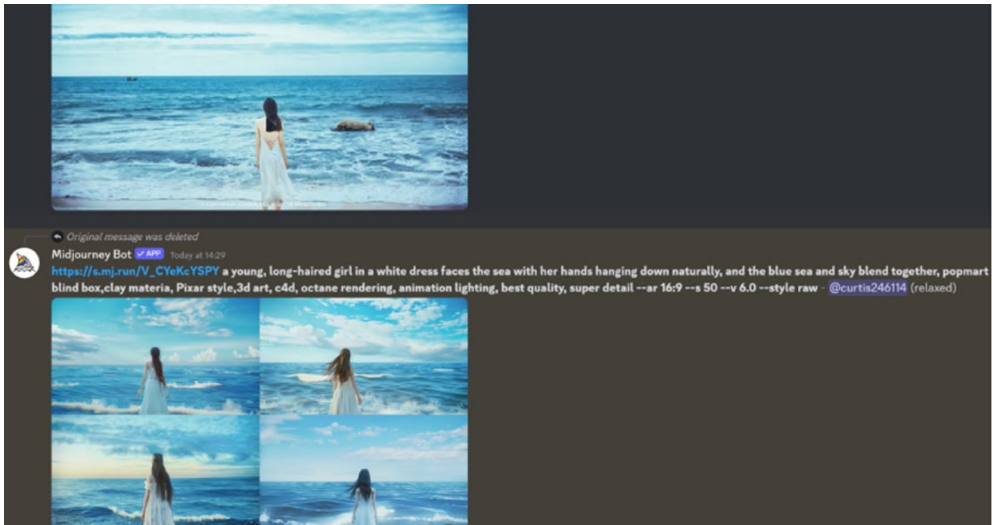 Original message was deleted
Midjourney Bot ✓ APP Today at 14:29
https://s.mj.run/V_CYeKcYSPY a young, long-haired girl in a white dress faces the sea with her hands hanging down naturally, and the blue sea and sky blend together, popmart
blind box,clay materia, Pixar style,3d art, c4d, octane rendering, animation lighting, best quality, super detail --ar 16:9 --s 50 --v 6.0 --style raw - @curtis246114 (relaxed)